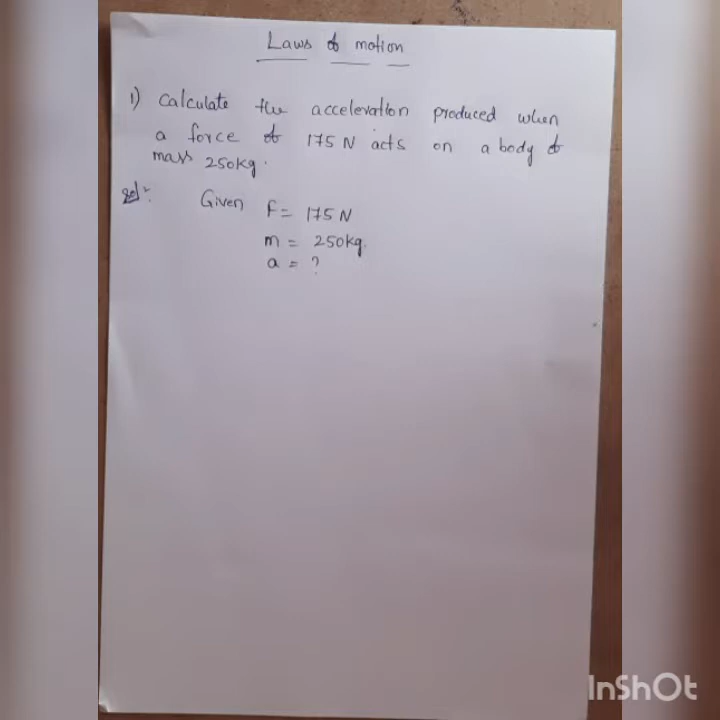 Laws of motion
1) Calculate the acceleration produced when
a force of 175 N acts on a body of
mass 250kg.
Sol:
Given F = 175 N
m = 250kg.
a = ?
InShOt